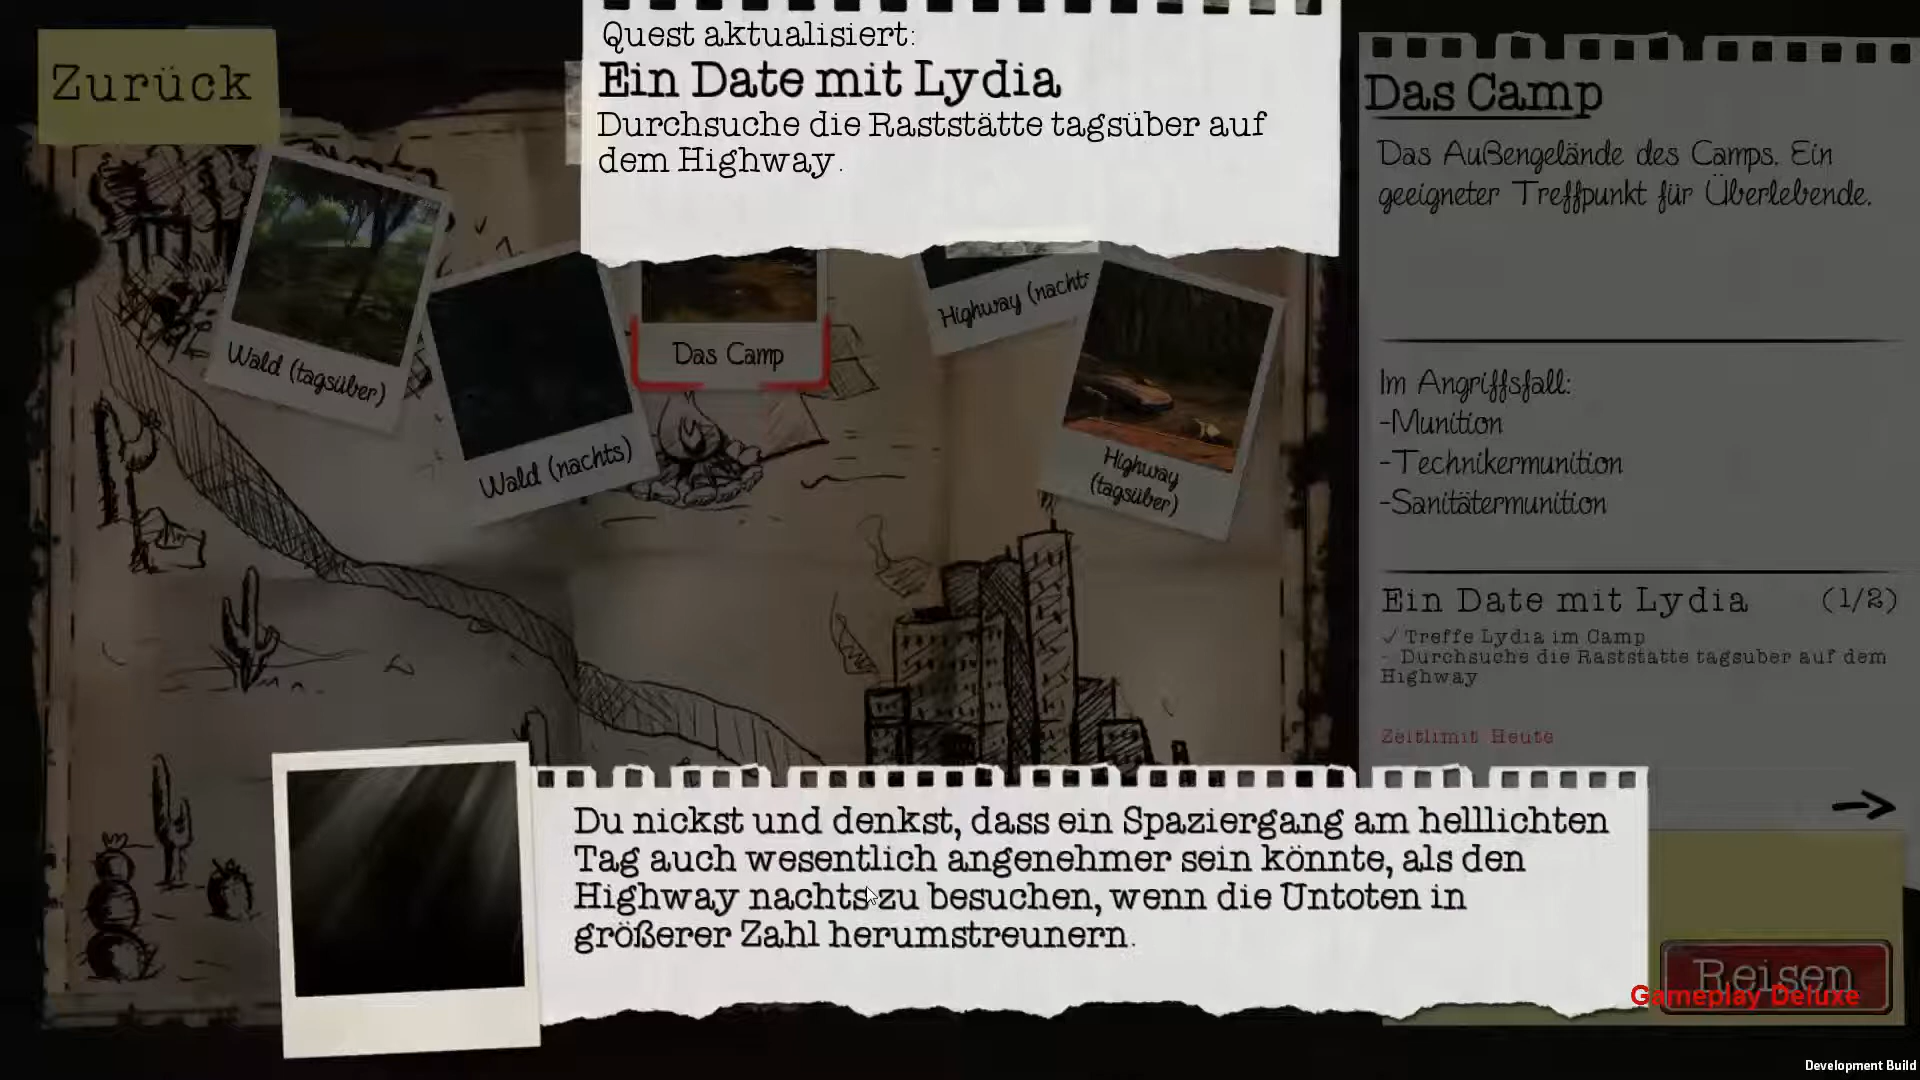 Zurück
Quest aktualisiert:
Ein Date mit Lydia
Durchsuche die Raststätte tagsüber auf
dem Highway.
Das Camp
Das Außengelände des Camps. Ein
geeigneter Treffpunkt für Überlebende.
Im Angriffsfall:
-Munition
-Technikermunition
-Sanitätermunition
Ein Date mit Lydia (1/2)
✓ Treffe Lydia im Camp
- Durchsuche die Raststatte tagsuber auf dem
Highway
Zeitlimit Heute
Wald (tagsüber)
Wald (nachts)
Das Camp
Highway (nachts
Highway
(tagsüber)
Du nickst und denkst, dass ein Spaziergang am helllichten
Tag auch wesentlich angenehmer sein könnte, als den
Highway nachts zu besuchen, wenn die Untoten in
größerer Zahl herumstreunern.
Reisen
Gameplay Deluxe
Development Build